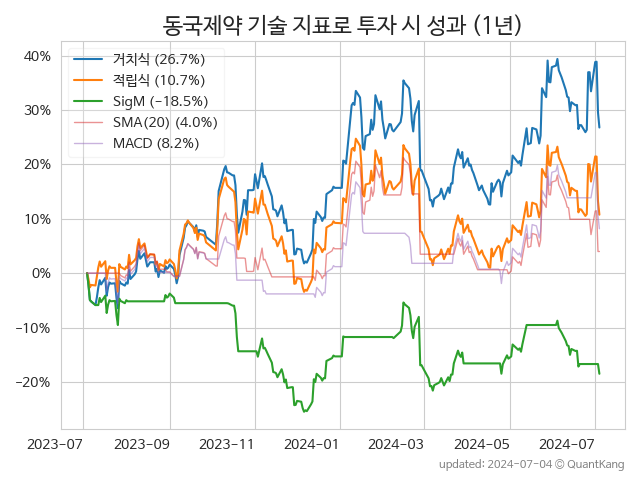 동국제약 기술 지표로 투자 시 성과 (1년)
거치식 (26.7%)
적립식 (10.7%)
SigM (−18.5%)
SMA(20) (4.0%)
MACD (8.2%)
40%
30%
20%
10%
0%
−10%
−20%
2023−07 2023−09 2023−11 2024−01 2024−03 2024−05 2024−07
updated: 2024−07−04 © QuantKang